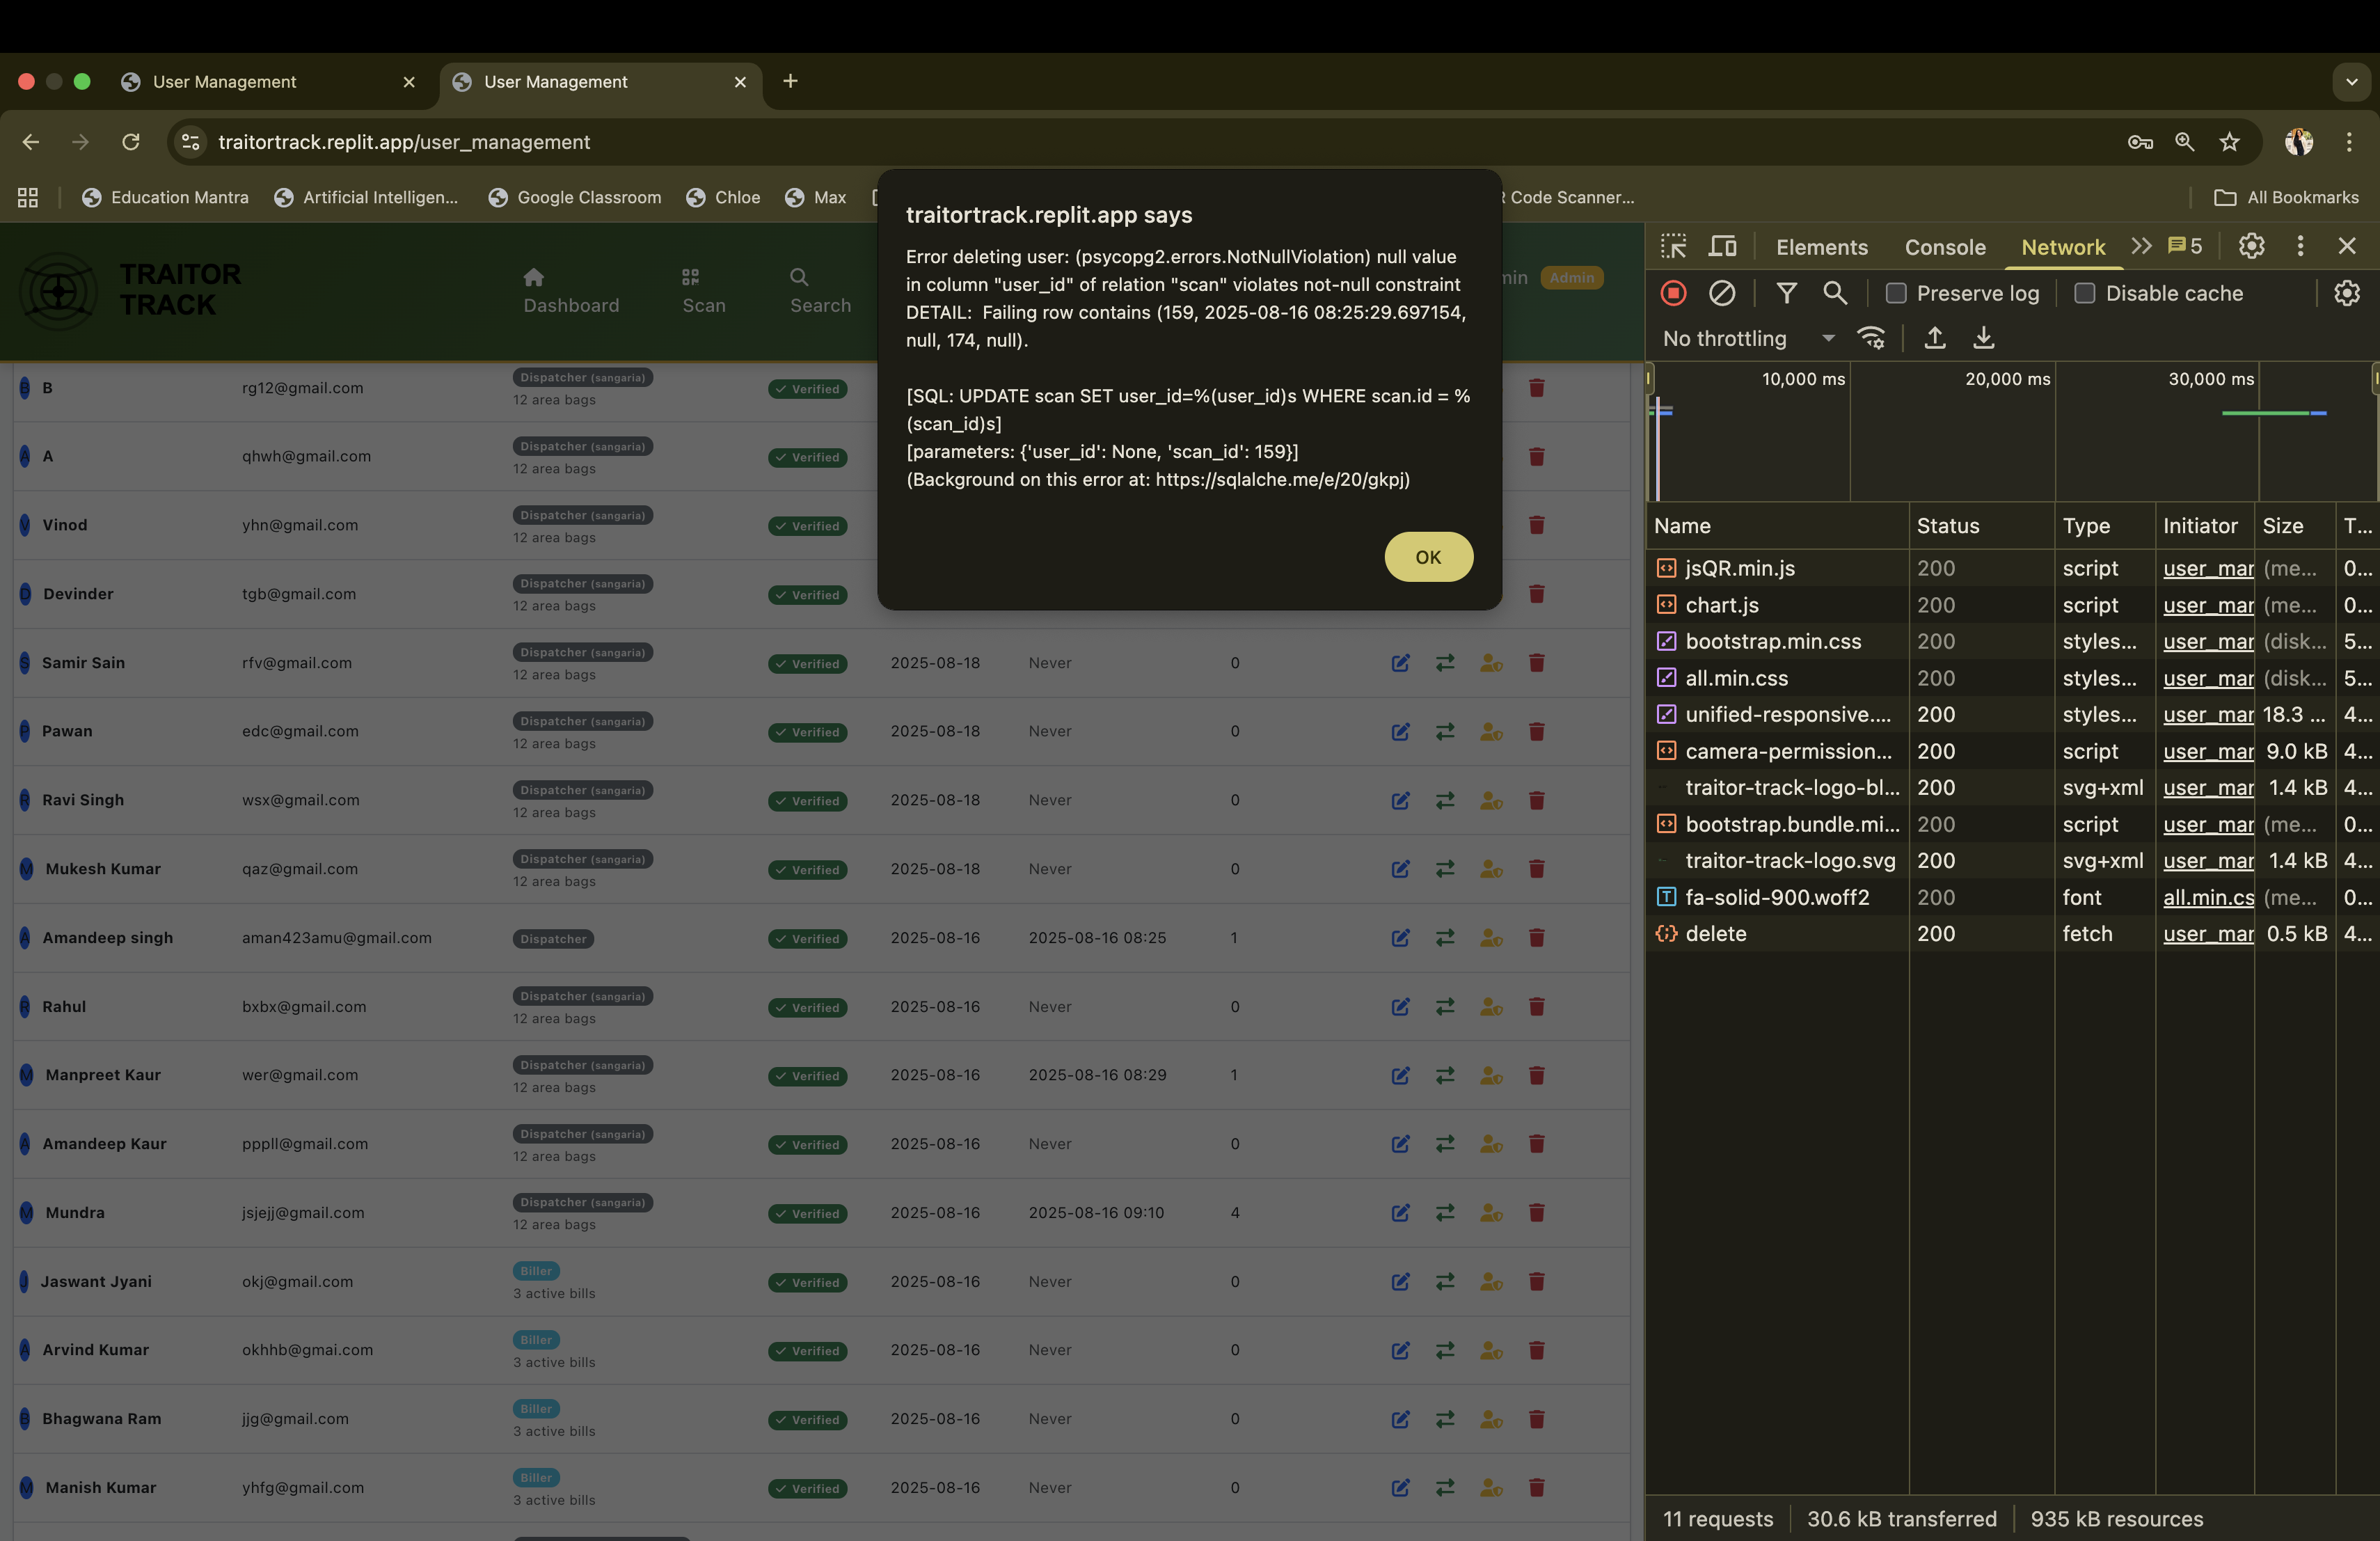 User Management
User Management
traitortrack.replit.app/user_management
Education Mantra
Artificial Intelligen...
Google Classroom
Chloe
Max
Code Scanner...
All Bookmarks
TRAITOR
TRACK
Dashboard
Scan
Search
Admin
traitortrack.replit.app says
Error deleting user: (psycopg2.errors.NotNullViolation) null value
in column "user_id" of relation "scan" violates not-null constraint
DETAIL:  Failing row contains (159, 2025-08-16 08:25:29.697154,
null, 174, null).
[SQL: UPDATE scan SET user_id=%(user_id)s WHERE scan.id = %
(scan_id)s]
[parameters: {'user_id': None, 'scan_id': 159}]
(Background on this error at: https://sqlalche.me/e/20/gkpj)
OK
B rg12@gmail.com Dispatcher (sangaria) Verified
12 area bags
A qhwh@gmail.com Dispatcher (sangaria) Verified
12 area bags
Vinod yhn@gmail.com Dispatcher (sangaria) Verified
12 area bags
Devinder tgb@gmail.com Dispatcher (sangaria) Verified
12 area bags
Samir Sain rfv@gmail.com Dispatcher (sangaria) Verified 2025-08-18 Never 0
12 area bags
Pawan edc@gmail.com Dispatcher (sangaria) Verified 2025-08-18 Never 0
12 area bags
Ravi Singh wsx@gmail.com Dispatcher (sangaria) Verified 2025-08-18 Never 0
12 area bags
Mukesh Kumar qaz@gmail.com Dispatcher (sangaria) Verified 2025-08-18 Never 0
12 area bags
Amandeep singh aman423amu@gmail.com Dispatcher Verified 2025-08-16 2025-08-16 08:25 1
Rahul bxbx@gmail.com Dispatcher (sangaria) Verified 2025-08-16 Never 0
12 area bags
Manpreet Kaur wer@gmail.com Dispatcher (sangaria) Verified 2025-08-16 2025-08-16 08:29 1
12 area bags
Amandeep Kaur pppll@gmail.com Dispatcher (sangaria) Verified 2025-08-16 Never 0
12 area bags
Mundra jsjejj@gmail.com Dispatcher (sangaria) Verified 2025-08-16 2025-08-16 09:10 4
12 area bags
Jaswant Jyani okj@gmail.com Biller Verified 2025-08-16 Never 0
3 active bills
Arvind Kumar okhhb@gmai.com Biller Verified 2025-08-16 Never 0
3 active bills
Bhagwana Ram jjg@gmail.com Biller Verified 2025-08-16 Never 0
3 active bills
Manish Kumar yhfg@gmail.com Biller Verified 2025-08-16 Never 0
3 active bills
Elements Console Network 5
Preserve log Disable cache
No throttling
10,000 ms 20,000 ms 30,000 ms
Name Status Type Initiator Size T...
jsQR.min.js 200 script user_mar (me... 0...
chart.js 200 script user_mar (me... 0...
bootstrap.min.css 200 styles... user_mar (disk... 5...
all.min.css 200 styles... user_mar (disk... 5...
unified-responsive.... 200 styles... user_mar 18.3 ... 4...
camera-permission... 200 script user_mar 9.0 kB 4...
traitor-track-logo-bl... 200 svg+xml user_mar 1.4 kB 4...
bootstrap.bundle.mi... 200 script user_mar (me... 0...
traitor-track-logo.svg 200 svg+xml user_mar 1.4 kB 4...
fa-solid-900.woff2 200 font all.min.cs (me... 0...
delete 200 fetch user_mar 0.5 kB 4...
11 requests 30.6 kB transferred 935 kB resources